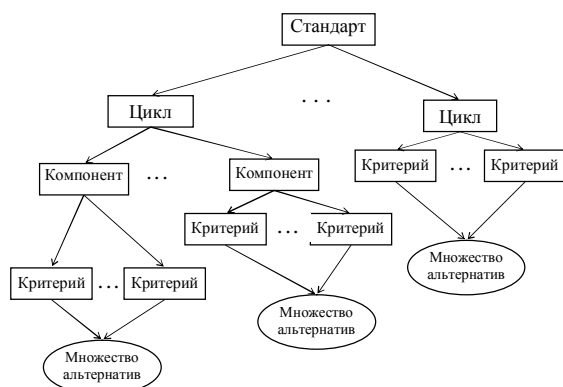 Стандарт
Цикл
. . .
Цикл
Компонент
...
Компонент
Критерий
...
Критерий
Критерий
...
Критерий
Множество
альтернатив
Критерий
...
Критерий
Множество
альтернатив
Множество
альтернатив